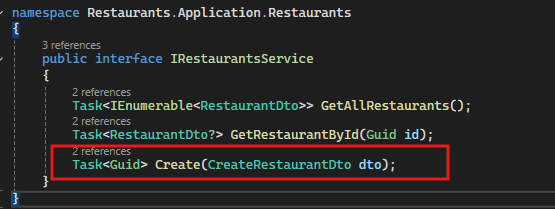 namespace Restaurants.Application.Restaurants
{
3 references
public interface IRestaurantsService
{
2 references
Task<IEnumerable<RestaurantDto>> GetAllRestaurants();
2 references
Task<RestaurantDto?> GetRestaurantById(Guid id);
2 references
Task<Guid> Create(CreateRestaurantDto dto);
}
}